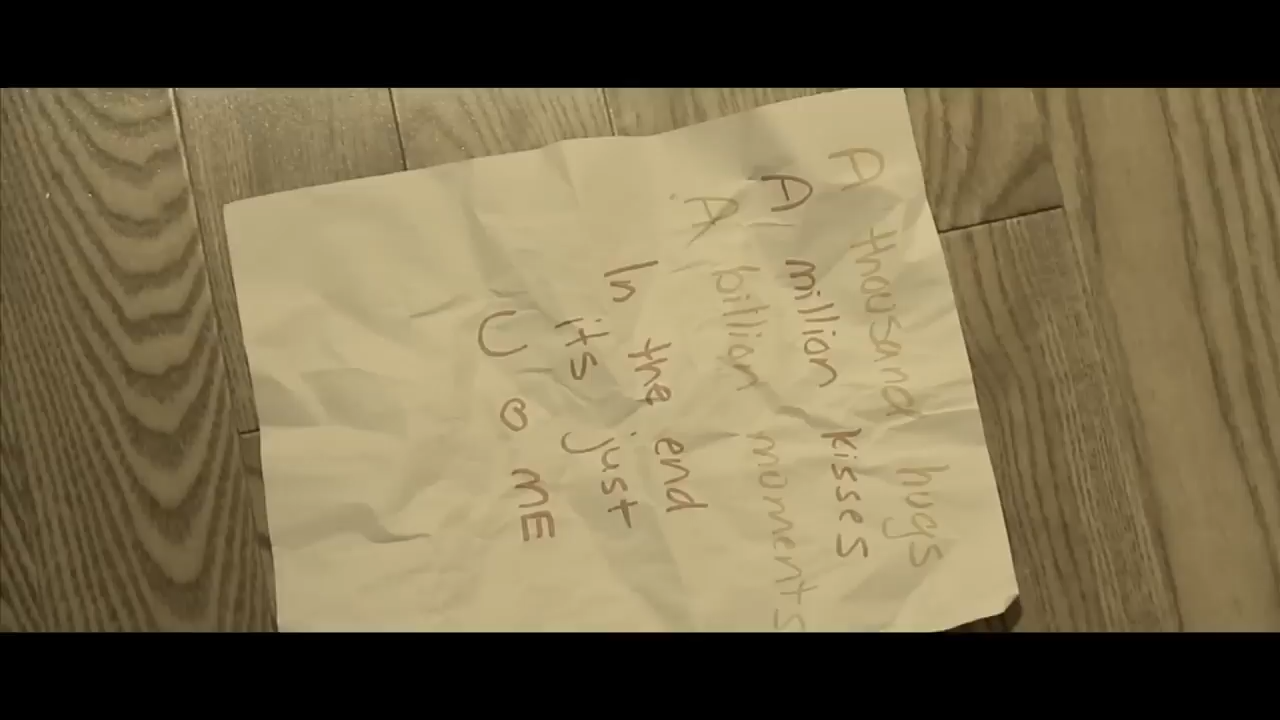 A thousand hugs
A million kisses
A billion moments
In the end
its just
U o ME